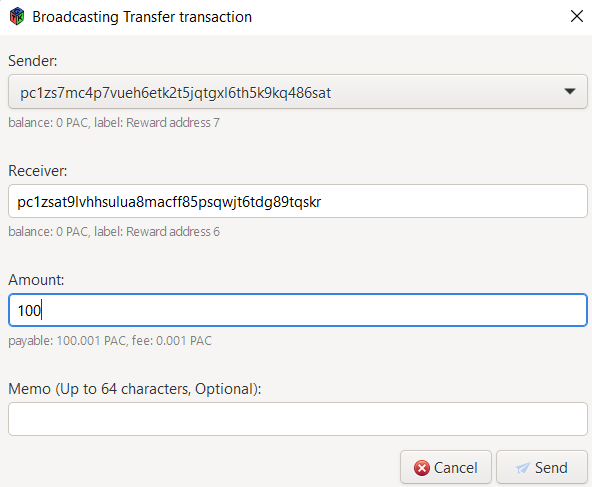 Broadcasting Transfer transaction
Sender:
pc1zs7mc4p7vueh6etk2t5jqtgxl6th5k9kq486sat
balance: 0 PAC, label: Reward address 7
Receiver:
pc1zsat9lvhhsulua8macff85psqwjt6tdg89tqskr
balance: 0 PAC, label: Reward address 6
Amount:
100
payable: 100.001 PAC, fee: 0.001 PAC
Memo (Up to 64 characters, Optional):
Cancel Send